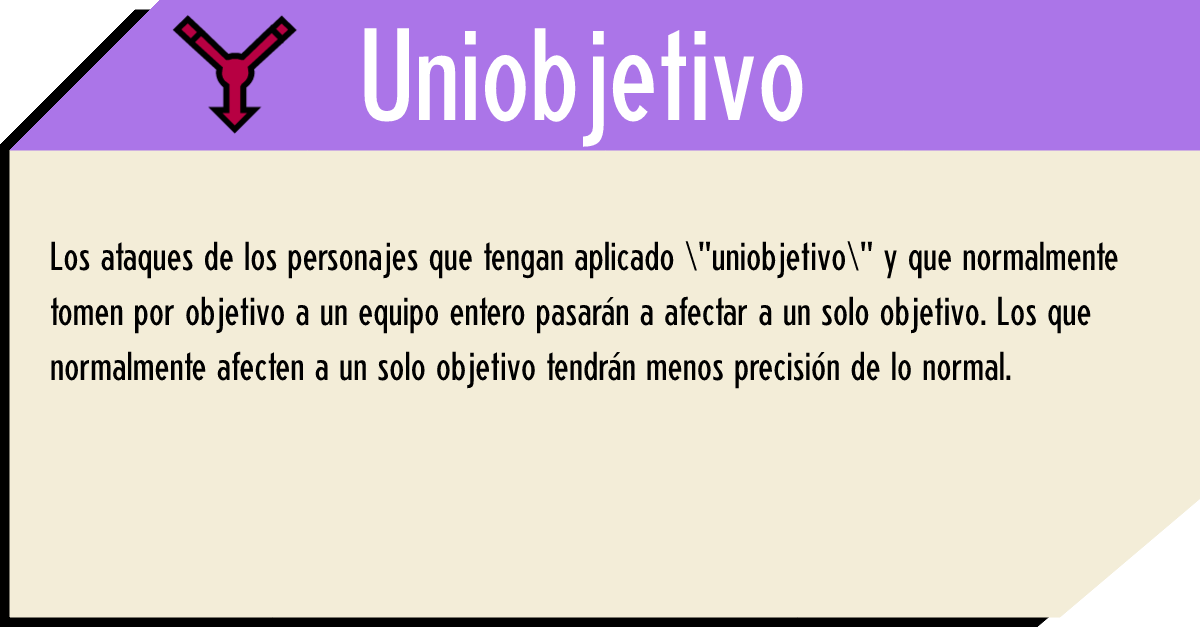 Uniobjetivo
Los ataques de los personajes que tengan aplicado \"uniobjetivo\" y que normalmente
tomen por objetivo a un equipo entero pasarán a afectar a un solo objetivo. Los que
normalmente afecten a un solo objetivo tendrán menos precisión de lo normal.